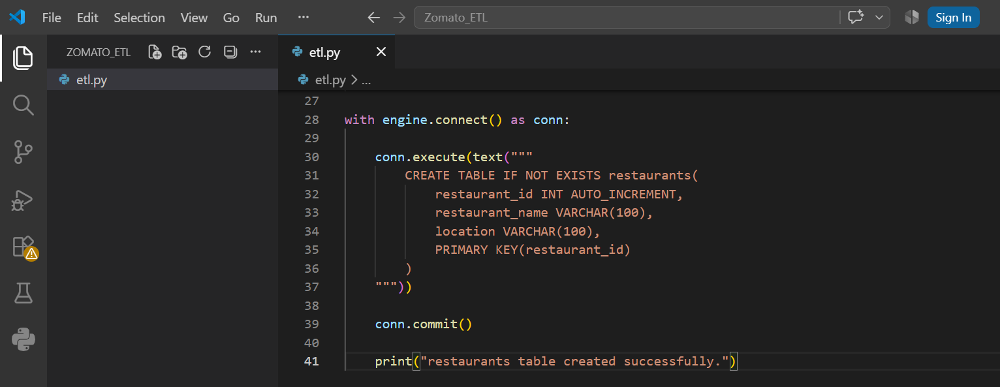 File Edit Selection View Go Run ... Zomato_ETL Sign In
ZOMATO_ETL ... etl.py
etl.py
etl.py > ...
27
28 with engine.connect() as conn:
29
30     conn.execute(text("""
31         CREATE TABLE IF NOT EXISTS restaurants(
32             restaurant_id INT AUTO_INCREMENT,
33             restaurant_name VARCHAR(100),
34             location VARCHAR(100),
35             PRIMARY KEY(restaurant_id)
36         )
37     """))
38
39     conn.commit()
40
41     print("restaurants table created successfully.")